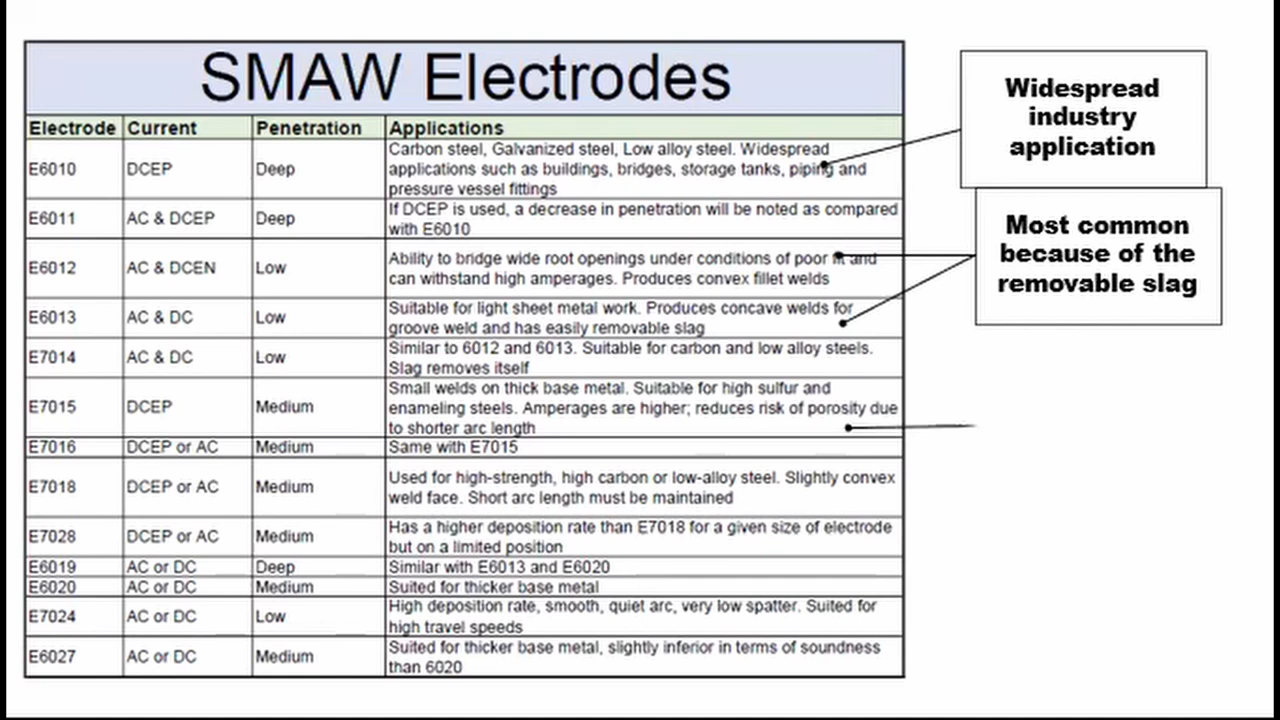 SMAW Electrodes
Electrode Current Penetration Applications
E6010 DCEP Deep Carbon steel, Galvanized steel, Low alloy steel. Widespread
applications such as buildings, bridges, storage tanks, piping and
pressure vessel fittings
E6011 AC & DCEP Deep If DCEP is used, a decrease in penetration will be noted as compared
with E6010
E6012 AC & DCEN Low Ability to bridge wide root openings under conditions of poor fit and
can withstand high amperages. Produces convex fillet welds
E6013 AC & DC Low Suitable for light sheet metal work. Produces concave welds for
groove weld and has easily removable slag
E7014 AC & DC Low Similar to 6012 and 6013. Suitable for carbon and low alloy steels.
Slag removes itself
E7015 DCEP Medium Small welds on thick base metal. Suitable for high sulfur and
enameling steels. Amperages are higher; reduces risk of porosity due
to shorter arc length
E7016 DCEP or AC Medium Same with E7015
E7018 DCEP or AC Medium Used for high-strength, high carbon or low-alloy steel. Slightly convex
weld face. Short arc length must be maintained
E7028 DCEP or AC Medium Has a higher deposition rate than E7018 for a given size of electrode
but on a limited position
E6019 AC or DC Deep Similar with E6013 and E6020
E6020 AC or DC Medium Suited for thicker base metal
E7024 AC or DC Low High deposition rate, smooth, quiet arc, very low spatter. Suited for
high travel speeds
E6027 AC or DC Medium Suited for thicker base metal, slightly inferior in terms of soundness
than 6020
Widespread
industry
application
Most common
because of the
removable slag